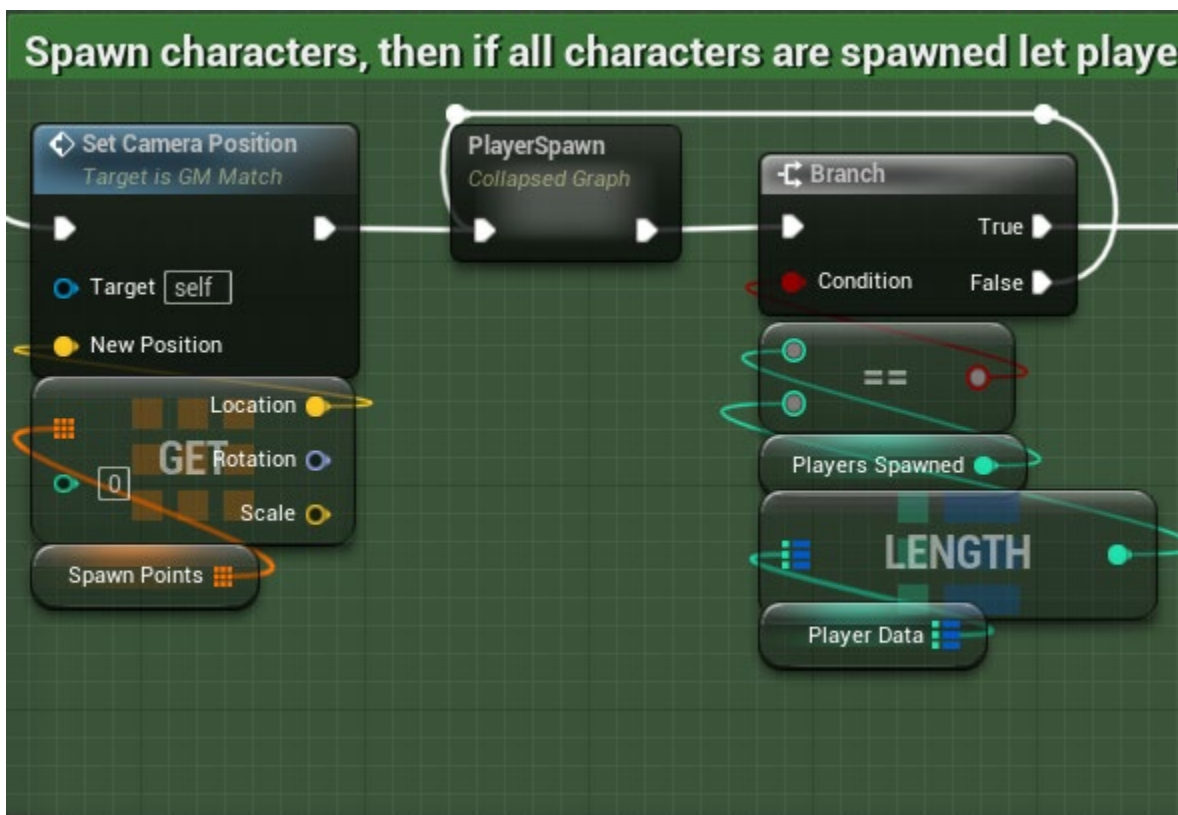 Spawn characters, then if all characters are spawned let playe
Set Camera Position
Target is GM Match
Target self
New Position
Location
GET
Rotation
0
Scale
Spawn Points
PlayerSpawn
Collapsed Graph
Branch
True
Condition
False
==
Players Spawned
LENGTH
Player Data